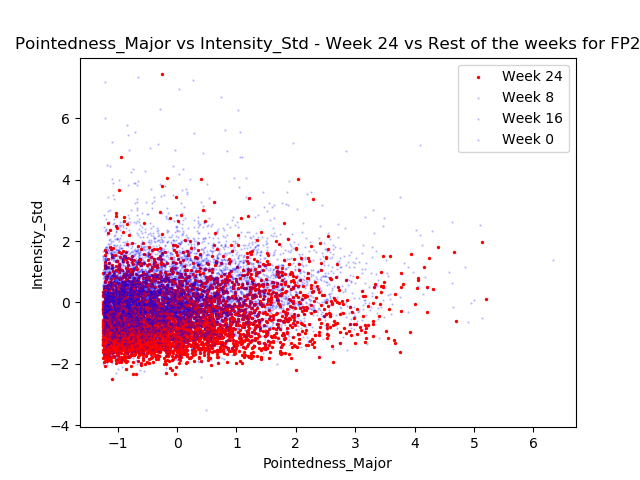 Pointedness_Major vs Intensity_Std - Week 24 vs Rest of the weeks for FP2
Week 24
Week 8
Week 16
Week 0
6
4
2
0
−2
−4
Intensity_Std
−1 0 1 2 3 4 5 6
Pointedness_Major